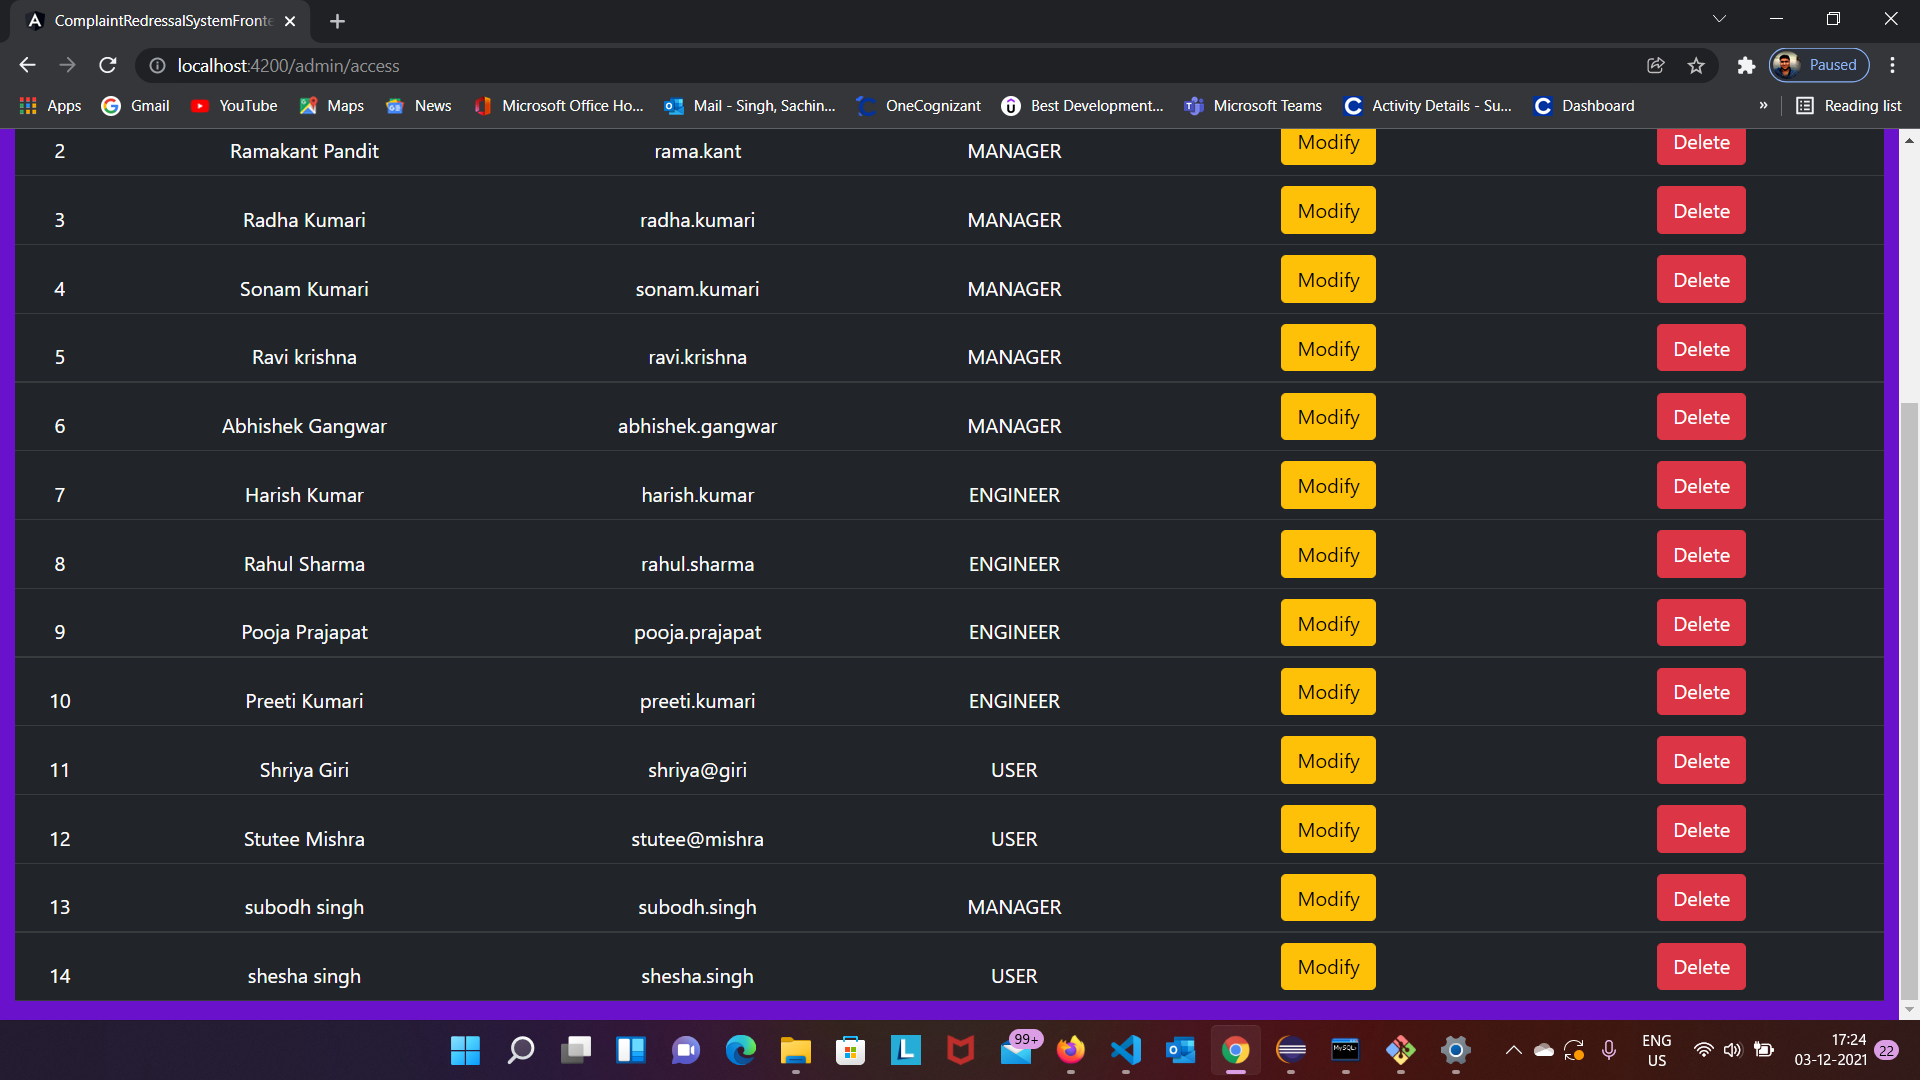 ComplaintRedressalSystemFronte
localhost:4200/admin/access
Paused
Apps Gmail YouTube Maps News Microsoft Office Ho... Mail - Singh, Sachin... OneCognizant Best Development... Microsoft Teams Activity Details - Su... Dashboard » Reading list
2 Ramakant Pandit rama.kant MANAGER Modify Delete
3 Radha Kumari radha.kumari MANAGER Modify Delete
4 Sonam Kumari sonam.kumari MANAGER Modify Delete
5 Ravi krishna ravi.krishna MANAGER Modify Delete
6 Abhishek Gangwar abhishek.gangwar MANAGER Modify Delete
7 Harish Kumar harish.kumar ENGINEER Modify Delete
8 Rahul Sharma rahul.sharma ENGINEER Modify Delete
9 Pooja Prajapat pooja.prajapat ENGINEER Modify Delete
10 Preeti Kumari preeti.kumari ENGINEER Modify Delete
11 Shriya Giri shriya@giri USER Modify Delete
12 Stutee Mishra stutee@mishra USER Modify Delete
13 subodh singh subodh.singh MANAGER Modify Delete
14 shesha singh shesha.singh USER Modify Delete
99+
ENG 17:24
US 03-12-2021 22